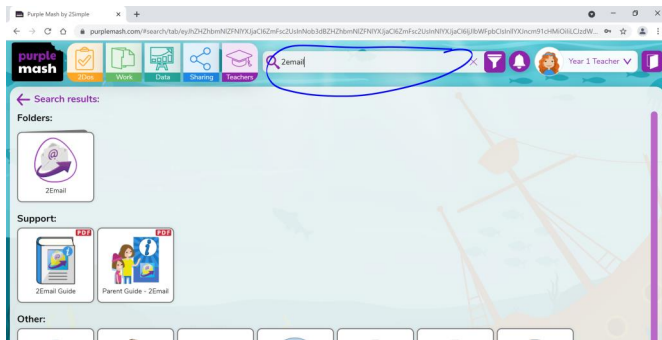 Purple Mash by 2Simple
purplemash.com/#search/tab/
purple
mash
2Dos
Work
Data
Sharing
Teachers
2email
Year 1 Teacher
Search results:
Folders:
2Email
Support:
PDF
PDF
2Email Guide
Parent Guide - 2Email
Other: